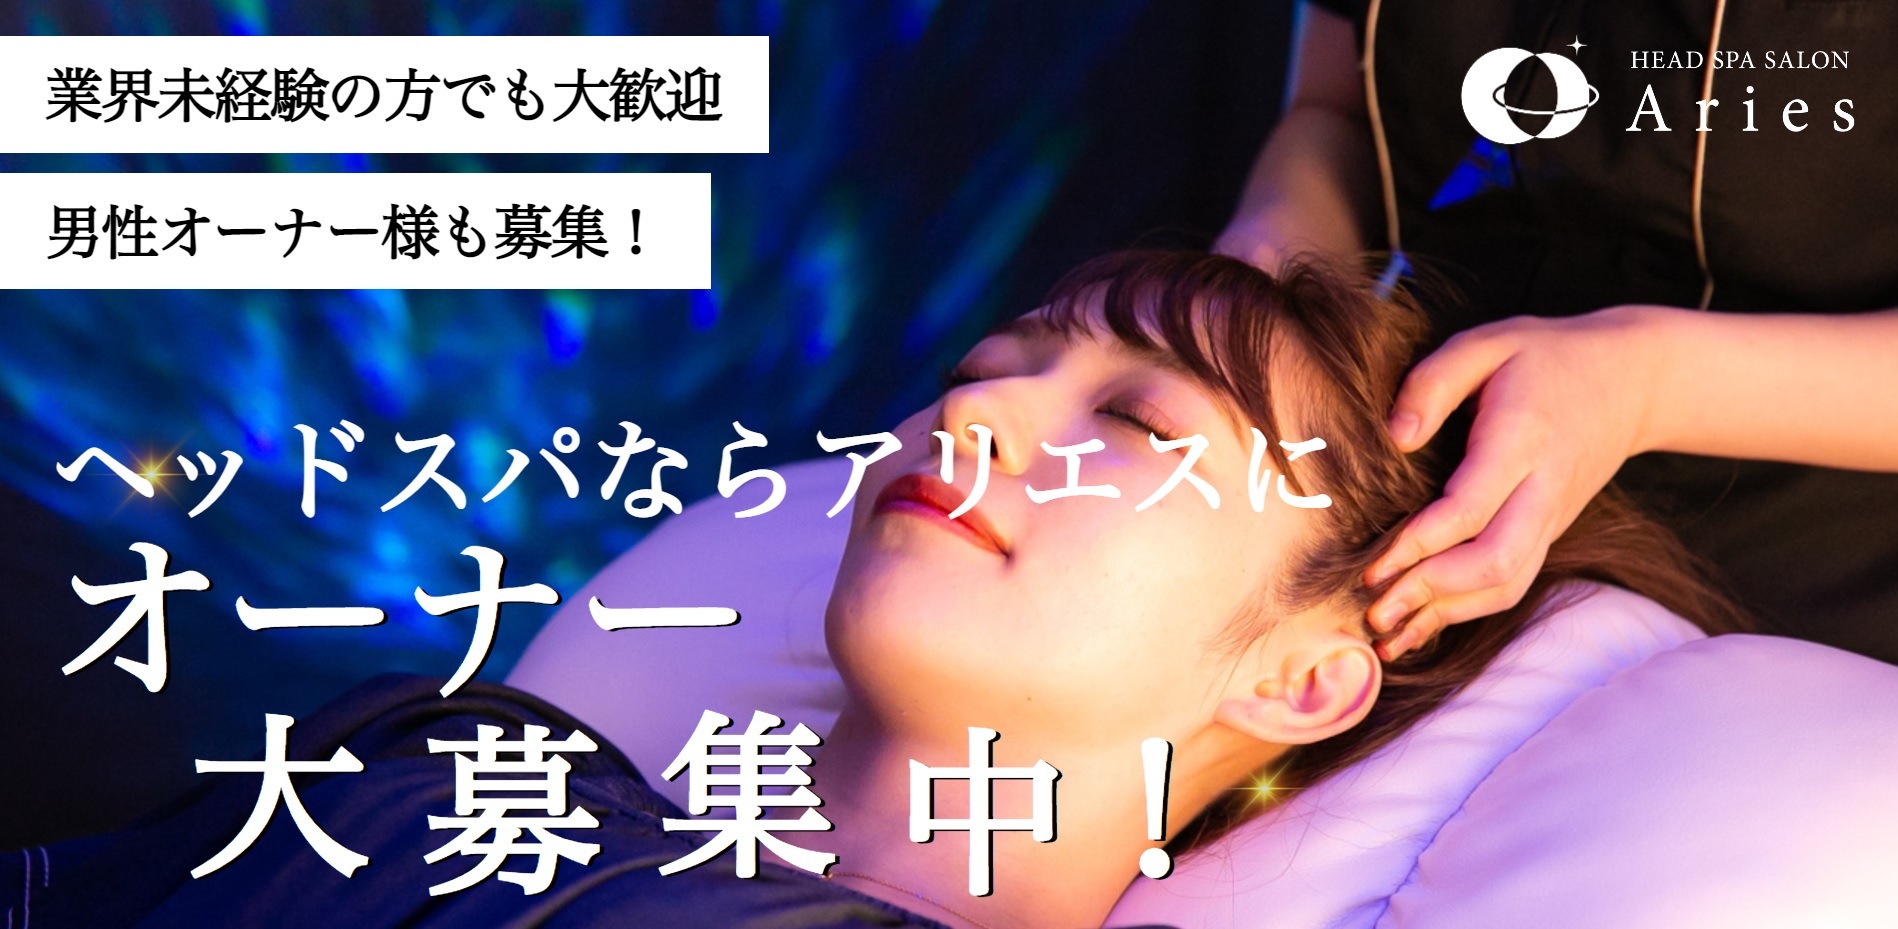 業界未経験の方でも大歓迎
男性オーナー様も募集！
HEAD SPA SALON
Aries
ヘッドスパならアリエスに
オーナー
大募集中！